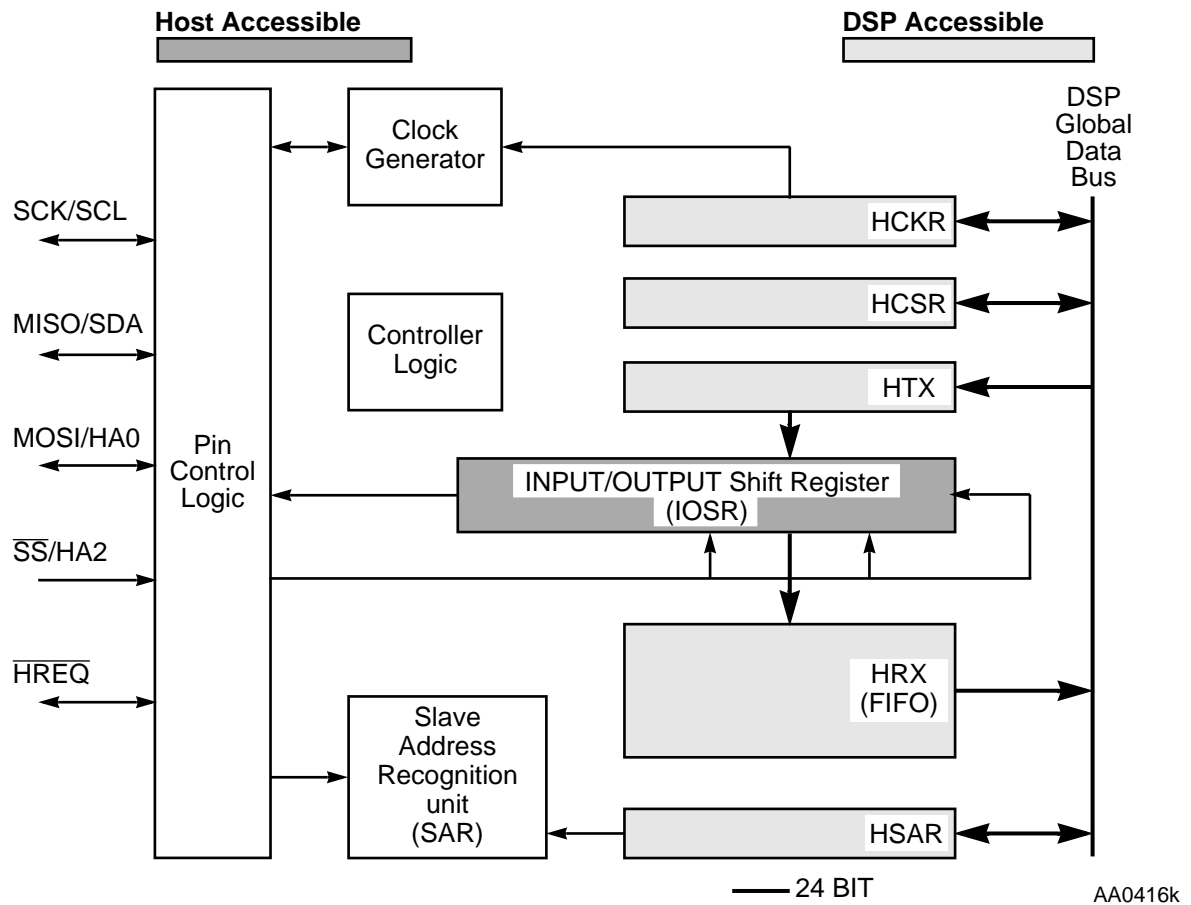 Host Accessible
DSP Accessible
DSP
Global
Data
Bus
Clock
Generator
SCK/SCL
HCKR
MISO/SDA
Controller
Logic
HCSR
HTX
MOSI/HA0
Pin
Control
Logic
INPUT/OUTPUT Shift Register
(IOSR)
SS/HA2
HREQ
HRX
(FIFO)
Slave
Address
Recognition
unit
(SAR)
HSAR
24 BIT
AA0416k